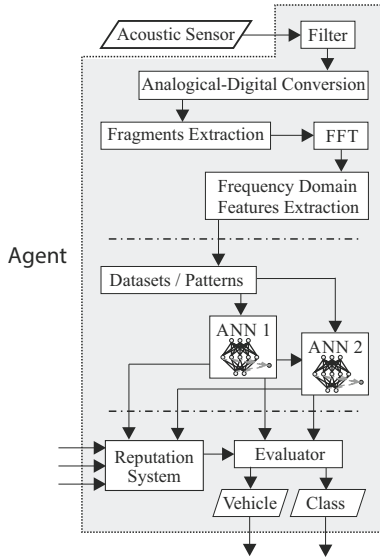 Acoustic Sensor
Filter
Analogical-Digital Conversion
Fragments Extraction
FFT
Frequency Domain
Features Extraction
Agent
Datasets / Patterns
ANN 1
ANN 2
Reputation
System
Evaluator
Vehicle
Class